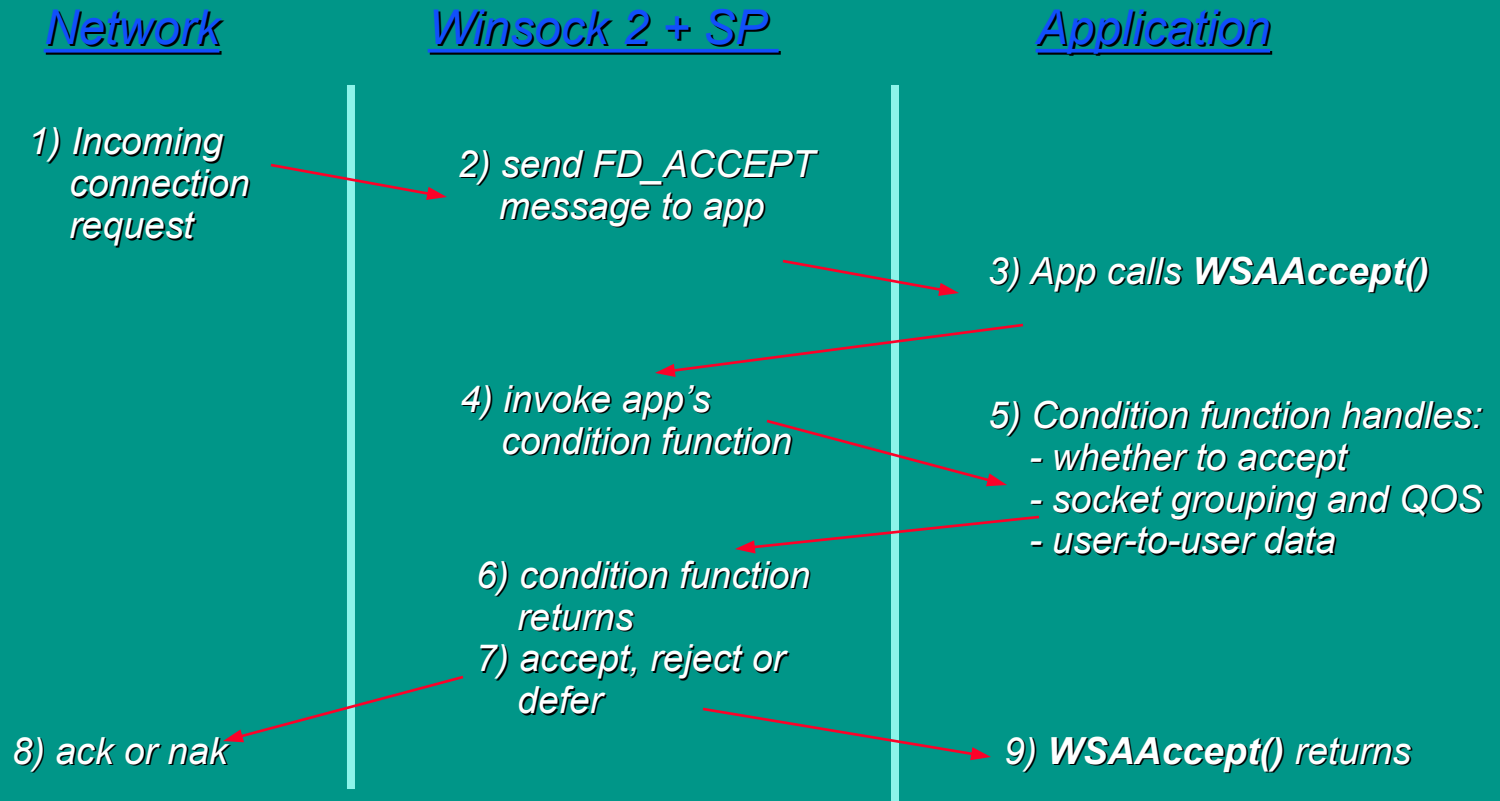 Network
Winsock 2 + SP
Application
1) Incoming
connection
request
2) send FD_ACCEPT
message to app
3) App calls WSAAccept()
4) invoke app’s
condition function
5) Condition function handles:
- whether to accept
- socket grouping and QOS
- user-to-user data
6) condition function
returns
7) accept, reject or
defer
8) ack or nak
9) WSAAccept() returns